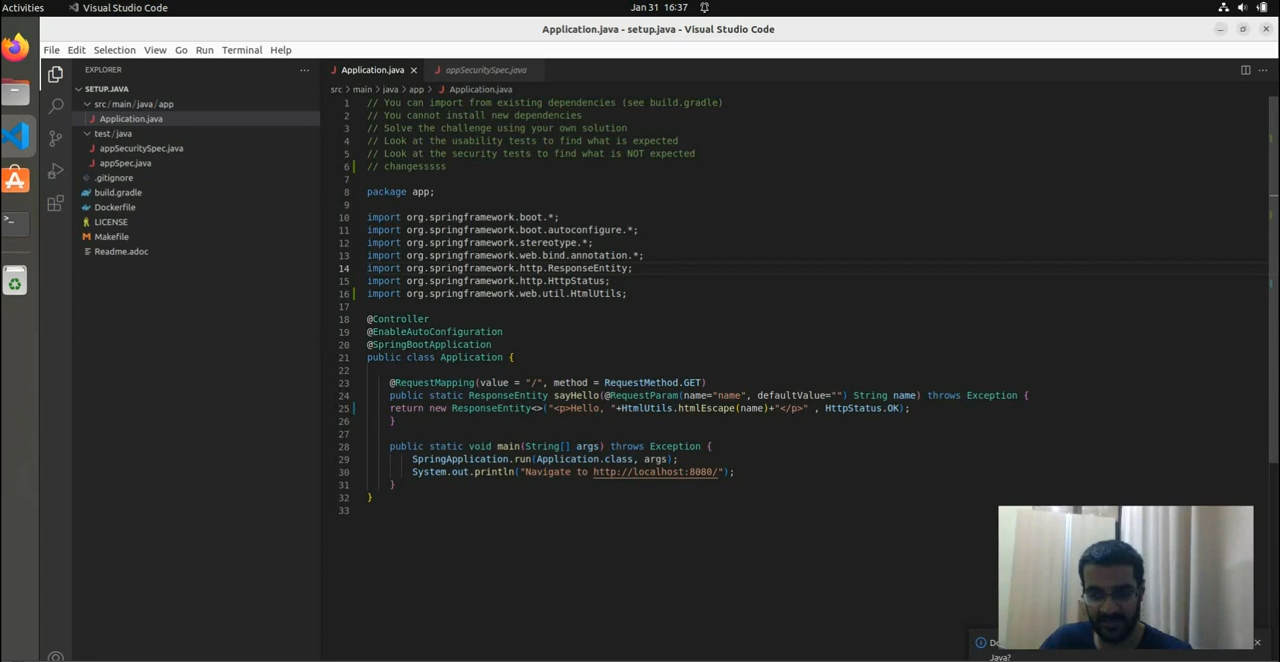 Activities
Visual Studio Code
Jan 31 16:37
Application.java - setup.java - Visual Studio Code
File Edit Selection View Go Run Terminal Help
EXPLORER
SETUP.JAVA
src/main/java/app
Application.java
test/java
appSecuritySpec.java
appSpec.java
.gitignore
build.gradle
Dockerfile
LICENSE
Makefile
Readme.adoc
Application.java
appSecuritySpec.java
src > main > java > app > Application.java
1 // You can import from existing dependencies (see build.gradle)
2 // You cannot install new dependencies
3 // Solve the challenge using your own solution
4 // Look at the usability tests to find what is expected
5 // Look at the security tests to find what is NOT expected
6 // changesssss
7
8 package app;
9
10 import org.springframework.boot.*;
11 import org.springframework.boot.autoconfigure.*;
12 import org.springframework.stereotype.*;
13 import org.springframework.web.bind.annotation.*;
14 import org.springframework.http.ResponseEntity;
15 import org.springframework.http.HttpStatus;
16 import org.springframework.web.util.HtmlUtils;
17
18 @Controller
19 @EnableAutoConfiguration
20 @SpringBootApplication
21 public class Application {
22
23 @RequestMapping(value = "/", method = RequestMethod.GET)
24 public static ResponseEntity sayHello(@RequestParam(name="name", defaultValue="") String name) throws Exception {
25 return new ResponseEntity<>("<p>Hello, "+HtmlUtils.htmlEscape(name)+"</p>" , HttpStatus.OK);
26 }
27
28 public static void main(String[] args) throws Exception {
29 SpringApplication.run(Application.class, args);
30 System.out.println("Navigate to http://localhost:8080/");
31 }
32 }
33
Java?